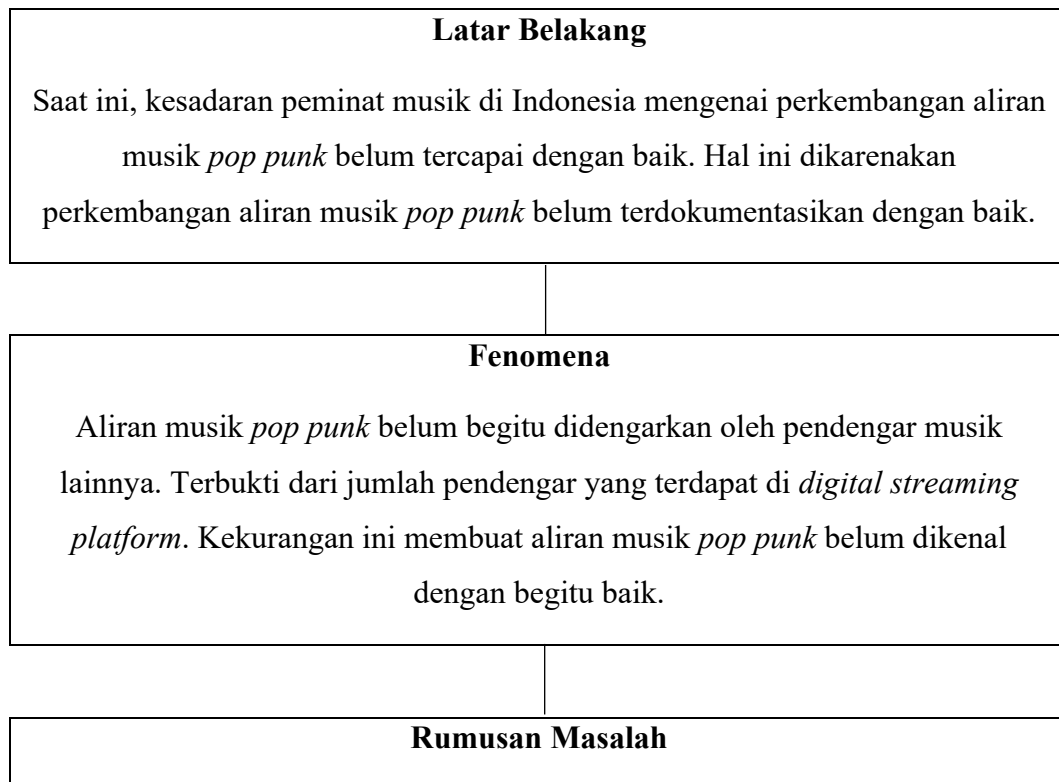 Latar Belakang
Saat ini, kesadaran peminat musik di Indonesia mengenai perkembangan aliran
musik pop punk belum tercapai dengan baik. Hal ini dikarenakan
perkembangan aliran musik pop punk belum terdokumentasikan dengan baik.
Fenomena
Aliran musik pop punk belum begitu didengarkan oleh pendengar musik
lainnya. Terbukti dari jumlah pendengar yang terdapat di digital streaming
platform. Kekurangan ini membuat aliran musik pop punk belum dikenal
dengan begitu baik.
Rumusan Masalah